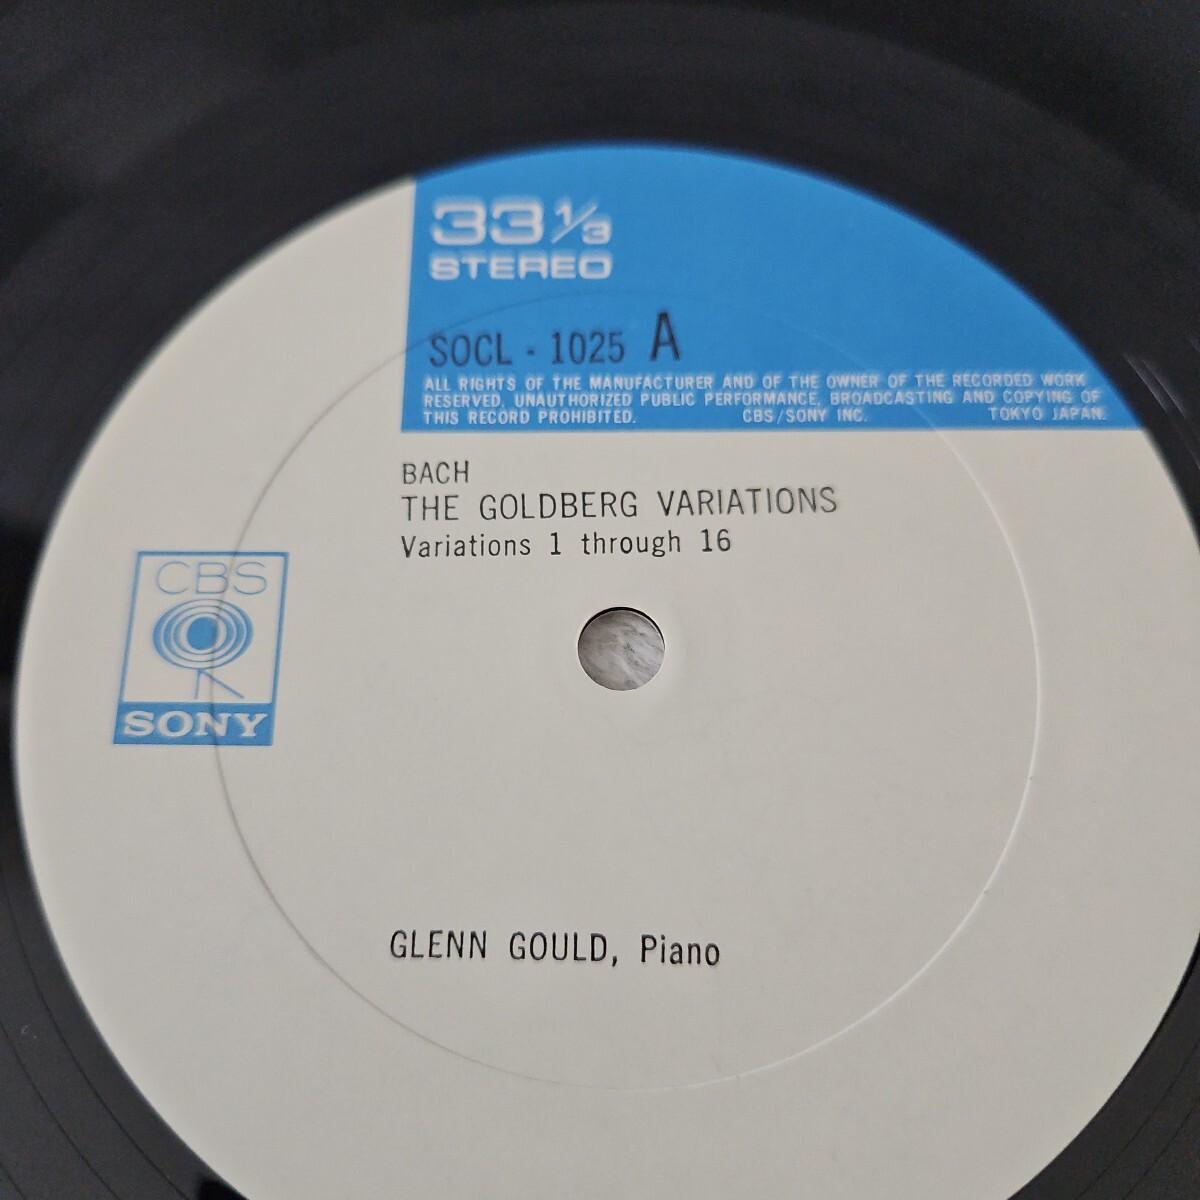 33 1/3
STEREO
SOCL - 1025 A
ALL RIGHTS OF THE MANUFACTURER AND OF THE OWNER OF THE RECORDED WORK
RESERVED. UNAUTHORIZED PUBLIC PERFORMANCE, BROADCASTING AND COPYING OF
THIS RECORD PROHIBITED. CBS/SONY INC. TOKYO JAPAN.
BACH
THE GOLDBERG VARIATIONS
Variations 1 through 16
CBS
SONY
GLENN GOULD, Piano